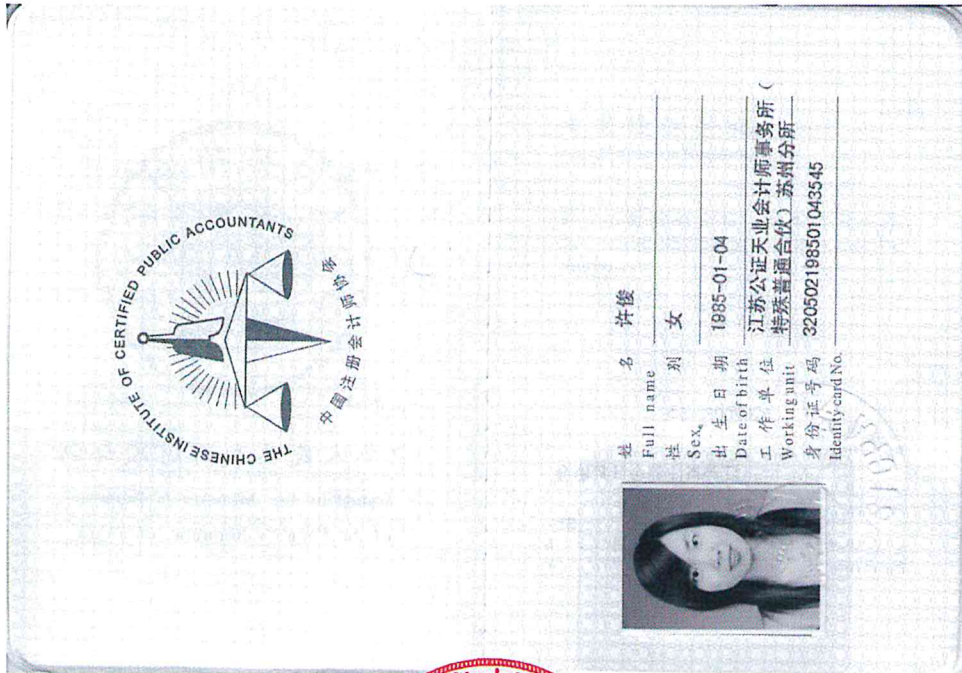 THE CHINESE INSTITUTE OF CERTIFIED PUBLIC ACCOUNTANTS
中国注册会计师协会
姓 名 许俊
Full name
性 别 女
Sex
出 生 日 期 1985-01-04
Date of birth
工 作 单 位 江苏公证天业会计师事务所（
Working unit 特殊普通合伙）苏州分所
身 份 证 号 码 320502198501043545
Identity card No.